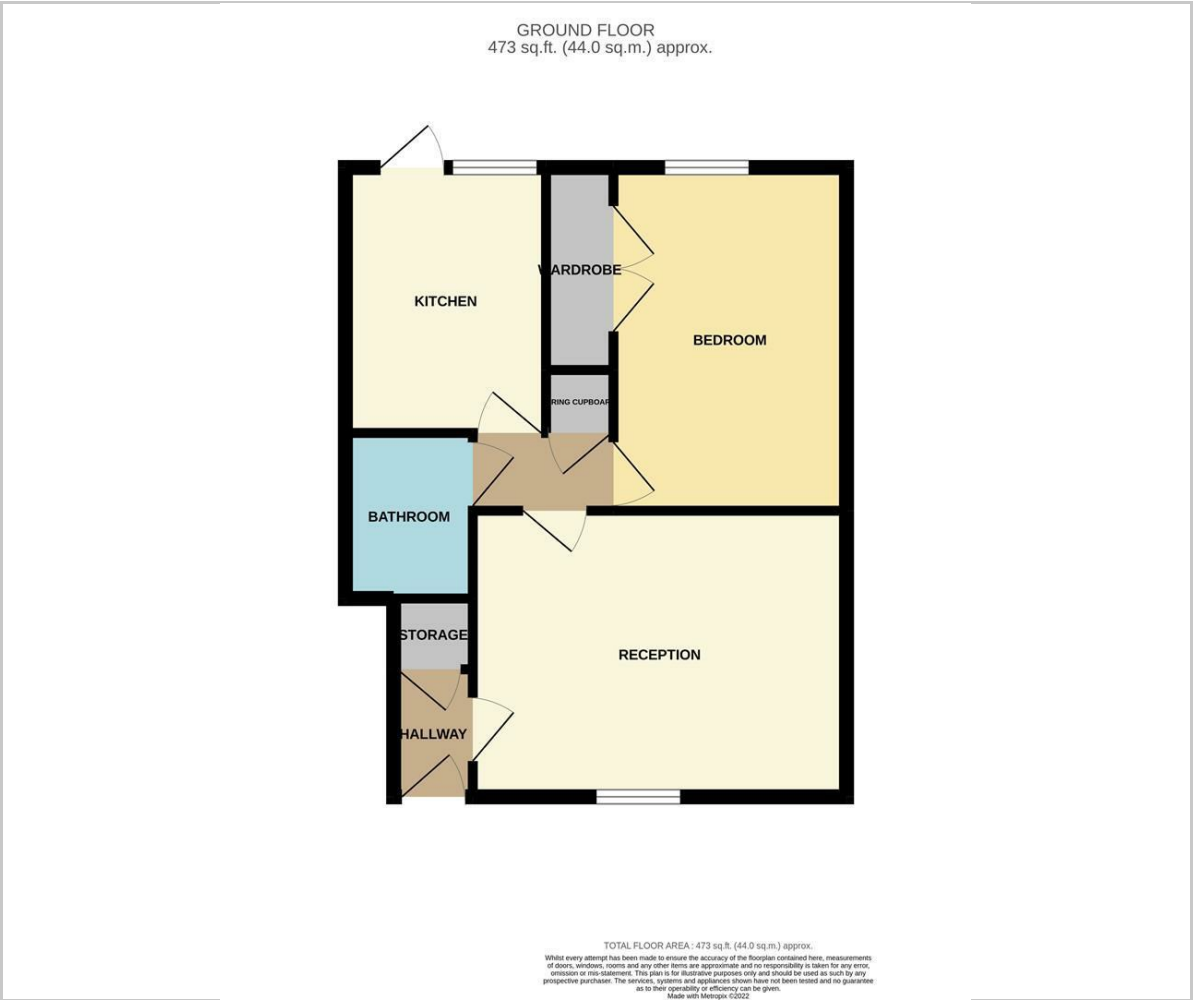 GROUND FLOOR
473 sq.ft. (44.0 sq.m.) approx.
WARDROBE
KITCHEN
BEDROOM
RING CUPBOAR
BATHROOM
STORAGE
RECEPTION
HALLWAY
TOTAL FLOOR AREA : 473 sq.ft. (44.0 sq.m.) approx.
Whilst every attempt has been made to ensure the accuracy of the floorplan contained here, measurements
of doors, windows, rooms and any other items are approximate and no responsibility is taken for any error,
omission or mis-statement. This plan is for illustrative purposes only and should be used as such by any
prospective purchaser. The services, systems and appliances shown have not been tested and no guarantee
as to their operability or efficiency can be given.
Made with Metropix ©2022